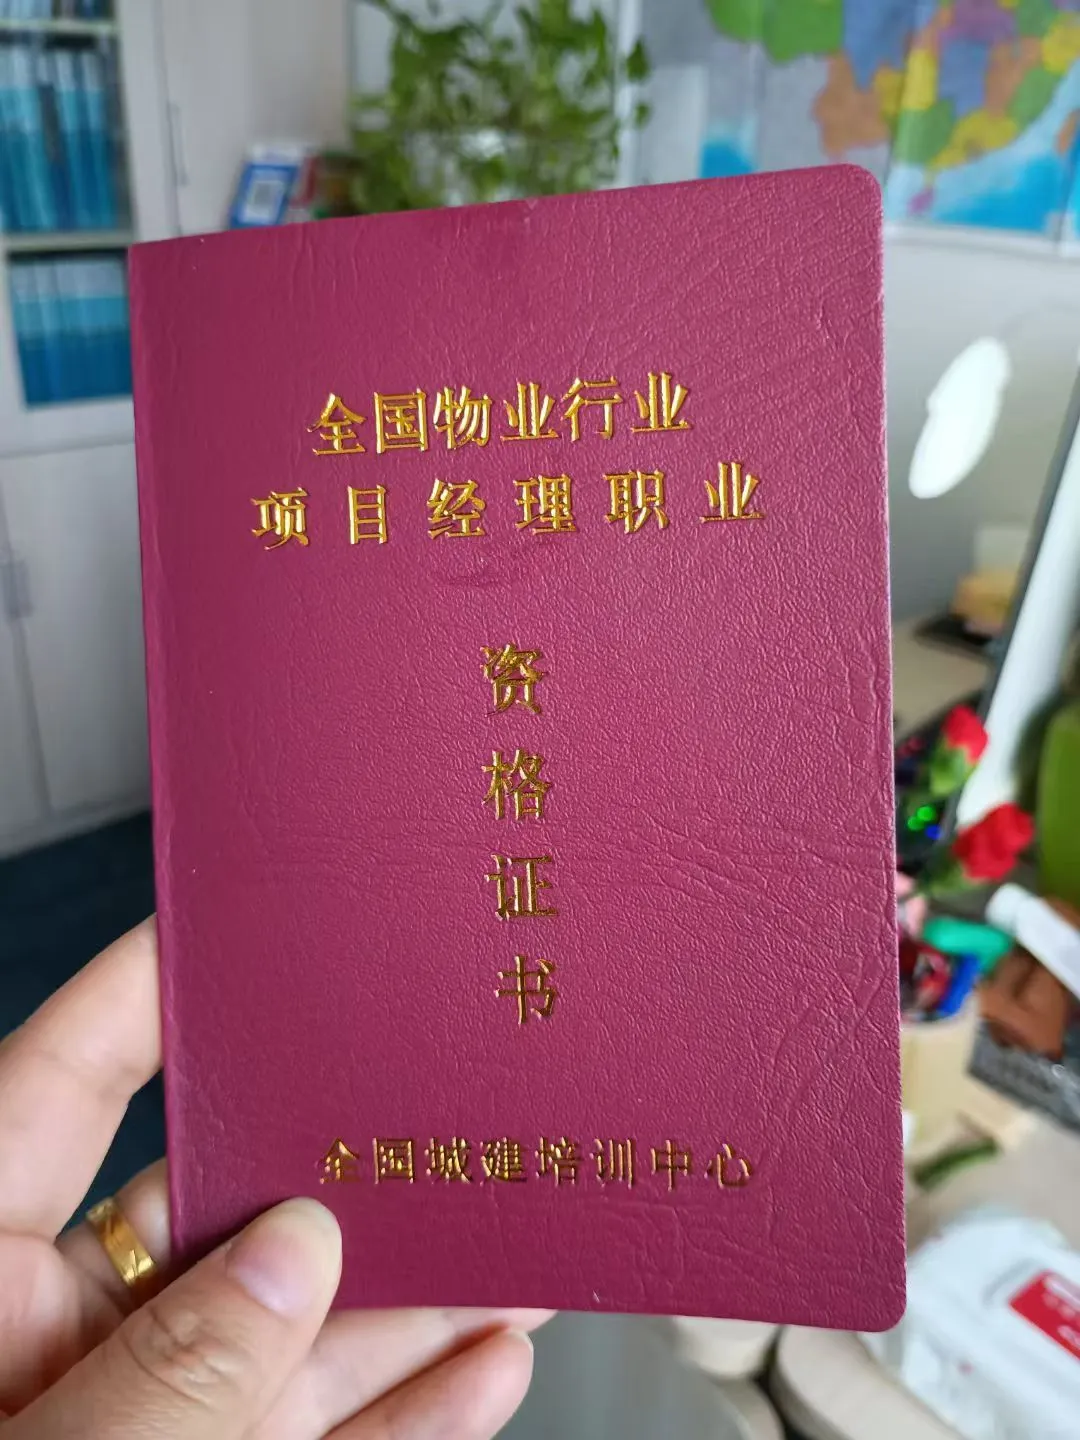 全国物业行业
项目经理职业
资
格
证
书
全国城建培训中心